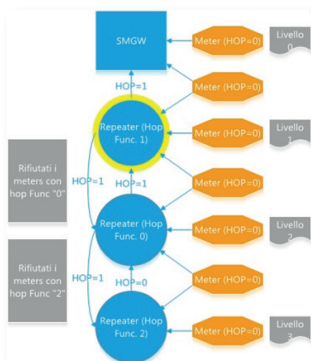 SMGW
Meter (HOP=0)
Livello
0
HOP=1
Meter (HOP=0)
Repeater (Hop
Func. 1)
Meter (HOP=0)
Livello
1
Rifiutati i
meters con
hop Func "0"
HOP=1
HOP=1
Meter (HOP=0)
Repeater (Hop
Func. 0)
Meter (HOP=0)
Livello
2
Rifiutati i
meters con
hop Func "2"
HOP=1
HOP=0
Meter (HOP=0)
Repeater (Hop
Func. 2)
Meter (HOP=0)
Livello
3